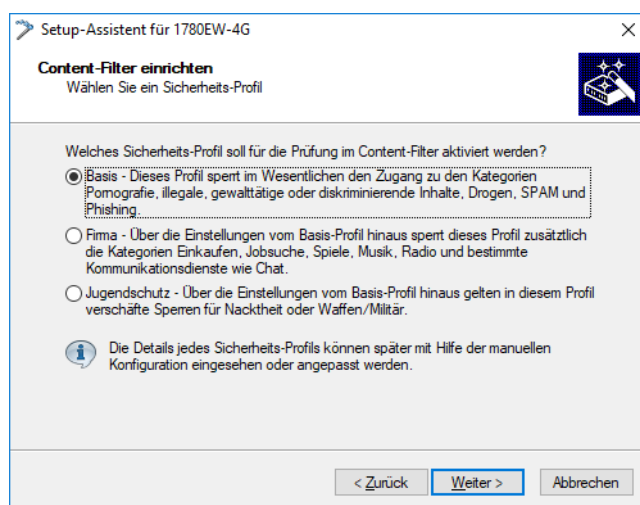 Setup-Assistent für 1780EW-4G
Content-Filter einrichten
Wählen Sie ein Sicherheits-Profil
Welches Sicherheits-Profil soll für die Prüfung im Content-Filter aktiviert werden?
Basis - Dieses Profil sperrt im Wesentlichen den Zugang zu den Kategorien
Pornografie, illegale, gewalttätige oder diskriminierende Inhalte, Drogen, SPAM und
Phishing.
Firma - Über die Einstellungen vom Basis-Profil hinaus sperrt dieses Profil zusätzlich
die Kategorien Einkaufen, Jobsuche, Spiele, Musik, Radio und bestimmte
Kommunikationsdienste wie Chat.
Jugendschutz - Über die Einstellungen vom Basis-Profil hinaus gelten in diesem Profil
verschäfte Sperren für Nacktheit oder Waffen/Militär.
Die Details jedes Sicherheits-Profils können später mit Hilfe der manuellen
Konfiguration eingesehen oder angepasst werden.
< Zurück
Weiter >
Abbrechen